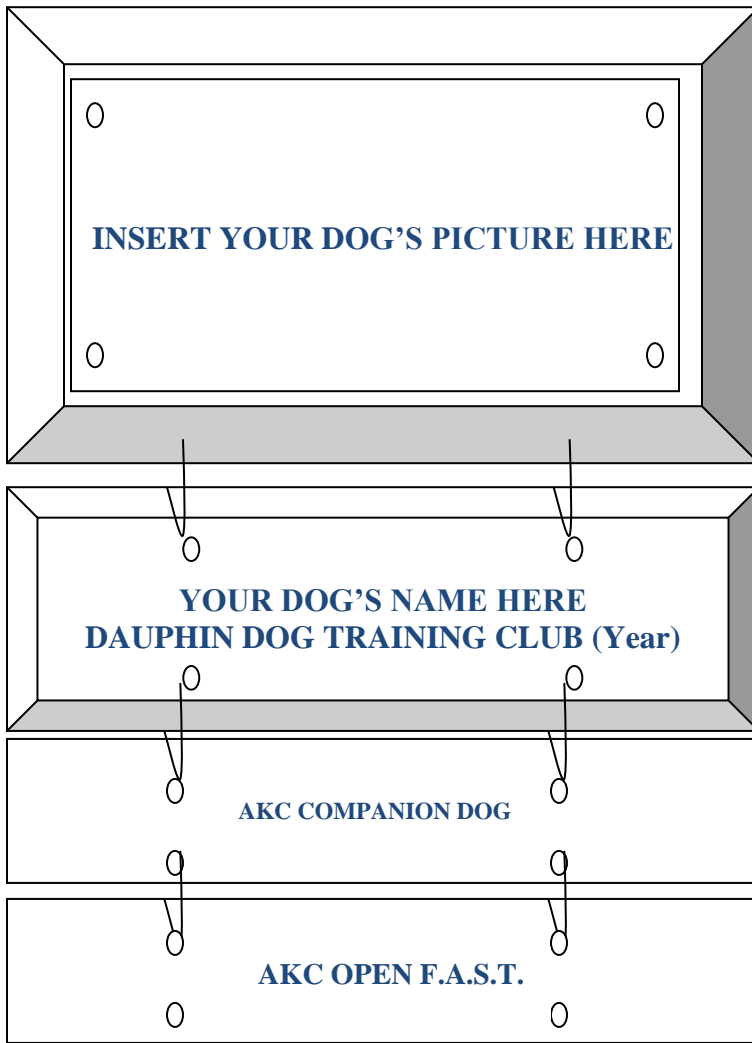 INSERT YOUR DOG’S PICTURE HERE
YOUR DOG’S NAME HERE
DAUPHIN DOG TRAINING CLUB (Year)
AKC COMPANION DOG
AKC OPEN F.A.S.T.